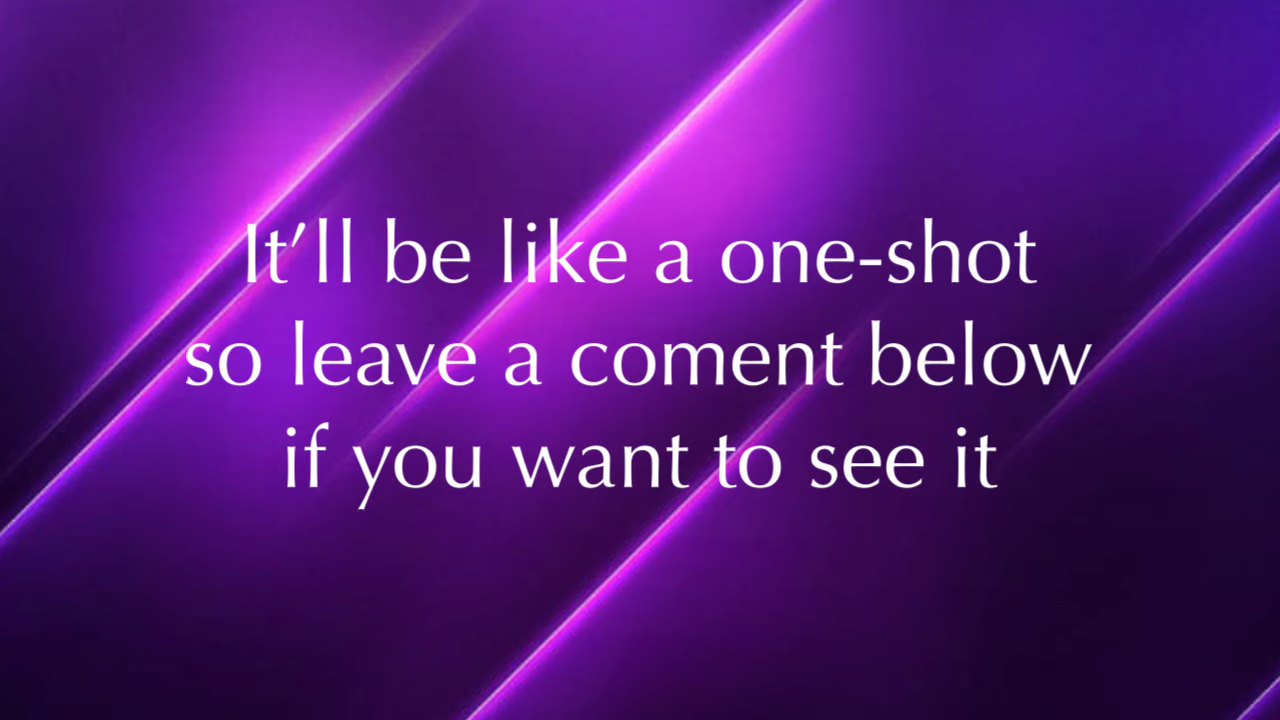 It’ll be like a one-shot
so leave a coment below
if you want to see it